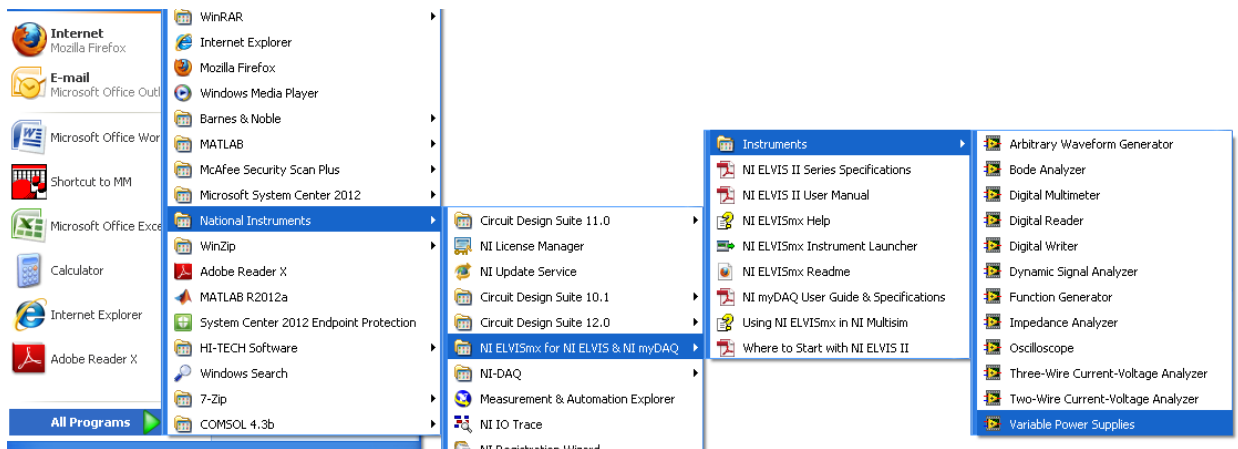 Internet
Mozilla Firefox
E-mail
Microsoft Office Outl
Microsoft Office Wor
Shortcut to MM
Microsoft Office Exce
Calculator
Internet Explorer
Adobe Reader X
All Programs
WinRAR
Internet Explorer
Mozilla Firefox
Windows Media Player
Barnes & Noble
MATLAB
McAfee Security Scan Plus
Microsoft System Center 2012
National Instruments
WinZip
Adobe Reader X
MATLAB R2012a
System Center 2012 Endpoint Protection
HI-TECH Software
Windows Search
7-Zip
COMSOL 4.3b
Circuit Design Suite 11.0
NI License Manager
NI Update Service
Circuit Design Suite 10.1
Circuit Design Suite 12.0
NI ELVISmx for NI ELVIS & NI myDAQ
NI-DAQ
Measurement & Automation Explorer
NI IO Trace
NI Registration Wizard
Instruments
NI ELVIS II Series Specifications
NI ELVIS II User Manual
NI ELVISmx Help
NI ELVISmx Instrument Launcher
NI ELVISmx Readme
NI myDAQ User Guide & Specifications
Using NI ELVISmx in NI Multisim
Where to Start with NI ELVIS II
Arbitrary Waveform Generator
Bode Analyzer
Digital Multimeter
Digital Reader
Digital Writer
Dynamic Signal Analyzer
Function Generator
Impedance Analyzer
Oscilloscope
Three-Wire Current-Voltage Analyzer
Two-Wire Current-Voltage Analyzer
Variable Power Supplies